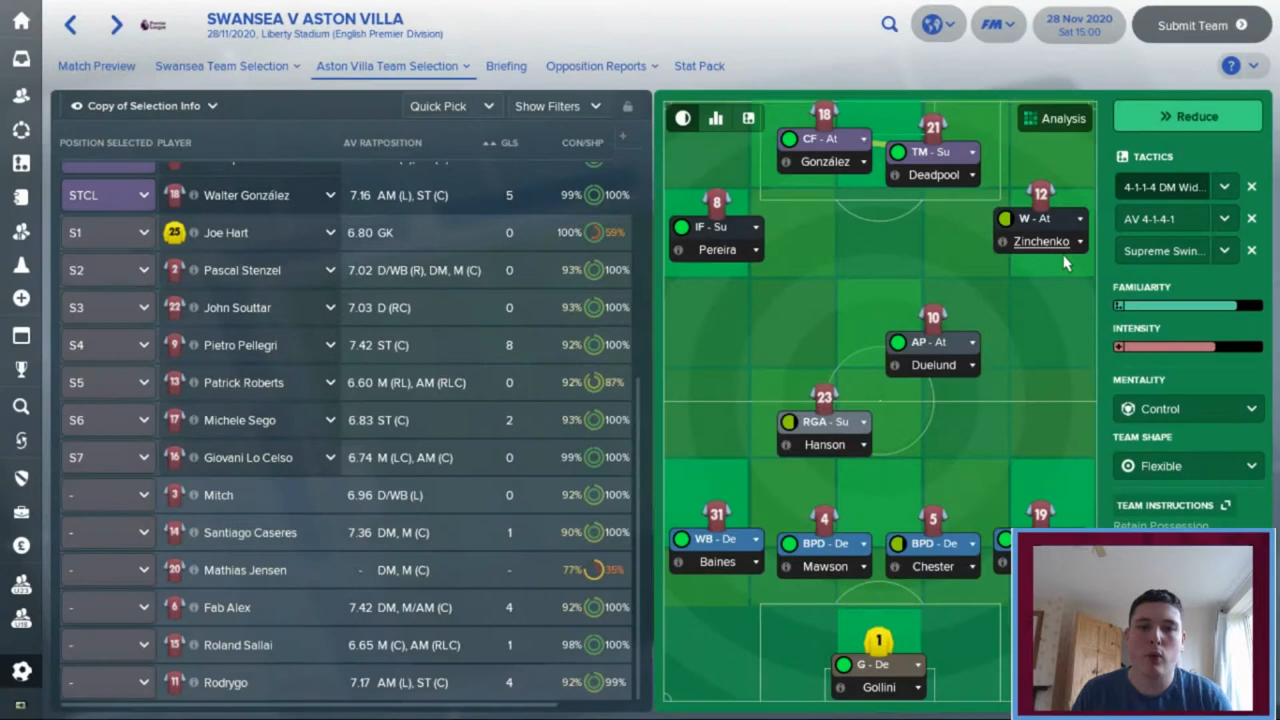 SWANSEA V ASTON VILLA
28/11/2020, Liberty Stadium (English Premier Division)
FM
28 Nov 2020
Sat 15:00
Submit Team
Match Preview
Swansea Team Selection
Aston Villa Team Selection
Briefing
Opposition Reports
Stat Pack
?
Copy of Selection Info
Quick Pick
Show Filters
POSITION SELECTED PLAYER AV RAT POSITION GLS CON/SHP
STCL 18 Walter González 7.16 AM (L), ST (C) 5 99% 100%
S1 25 Joe Hart 6.80 GK 0 100% 59%
S2 2 Pascal Stenzel 7.02 D/WB (R), DM, M (C) 0 93% 100%
S3 22 John Souttar 7.03 D (RC) 0 93% 100%
S4 9 Pietro Pellegri 7.42 ST (C) 8 92% 100%
S5 13 Patrick Roberts 6.60 M (RL), AM (RLC) 0 92% 87%
S6 17 Michele Sego 6.83 ST (C) 2 93% 100%
S7 16 Giovani Lo Celso 6.74 M (LC), AM (C) 0 99% 100%
- 3 Mitch 6.96 D/WB (L) 0 92% 100%
- 14 Santiago Caseres 7.36 DM, M (C) 1 90% 100%
- 20 Mathias Jensen - DM, M (C) - 77% 35%
- 6 Fab Alex 7.42 DM, M/AM (C) 4 92% 100%
- 15 Roland Sallai 6.65 M (C), AM (RLC) 1 98% 100%
- 11 Rodrygo 7.17 AM (L), ST (C) 4 92% 99%
Analysis
18
CF - At
González
21
TM - Su
Deadpool
8
IF - Su
Pereira
12
W - At
Zinchenko
10
AP - At
Duelund
23
RGA - Su
Hanson
31
WB - De
Baines
4
BPD - De
Mawson
5
BPD - De
Chester
19
1
G - De
Gollini
Reduce
TACTICS
4-1-1-4 DM Wid...
AV 4-1-4-1
Supreme Swin...
FAMILIARITY
INTENSITY
MENTALITY
Control
TEAM SHAPE
Flexible
TEAM INSTRUCTIONS
Retain Possession
U23
U18